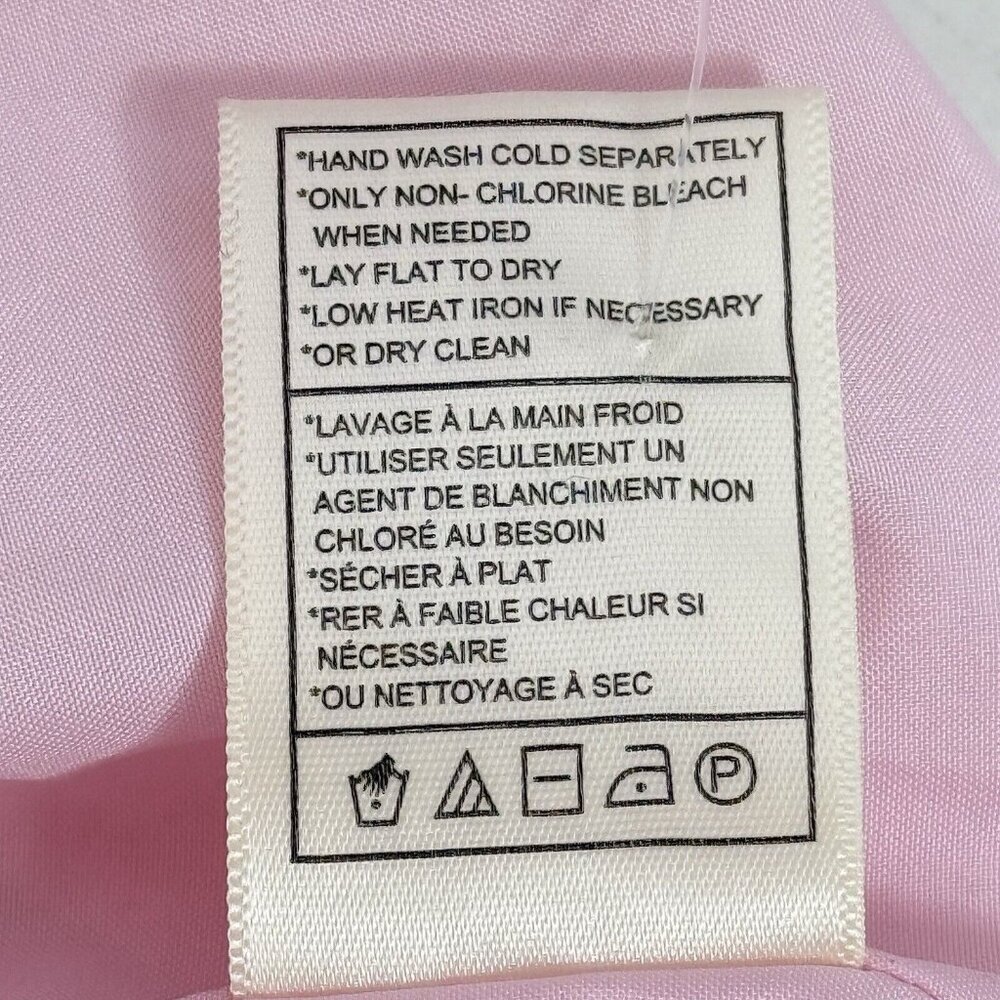 *HAND WASH COLD SEPARATELY
*ONLY NON- CHLORINE BLEACH
WHEN NEEDED
*LAY FLAT TO DRY
*LOW HEAT IRON IF NECESSARY
*OR DRY CLEAN
*LAVAGE À LA MAIN FROID
*UTILISER SEULEMENT UN
AGENT DE BLANCHIMENT NON
CHLORÉ AU BESOIN
*SÉCHER À PLAT
*RER À FAIBLE CHALEUR SI
NÉCESSAIRE
*OU NETTOYAGE À SEC
P